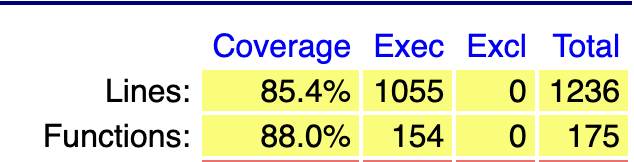 Coverage Exec Excl Total
Lines: 85.4% 1055 0 1236
Functions: 88.0% 154 0 175